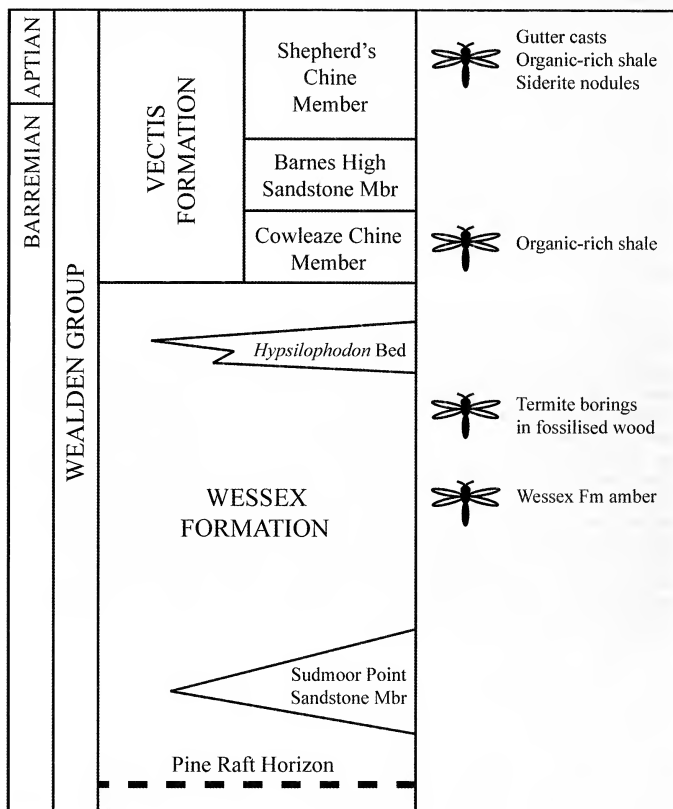 APTIAN
BARREMIAN
WEALDEN GROUP
VECTIS
FORMATION
Shepherd's
Chine
Member
Barnes High
Sandstone Mbr
Cowleaze Chine
Member
Hypsilophodon Bed
WESSEX
FORMATION
Sudmoor Point
Sandstone Mbr
Pine Raft Horizon
Gutter casts
Organic-rich shale
Siderite nodules
Organic-rich shale
Termite borings
in fossilised wood
Wessex Fm amber